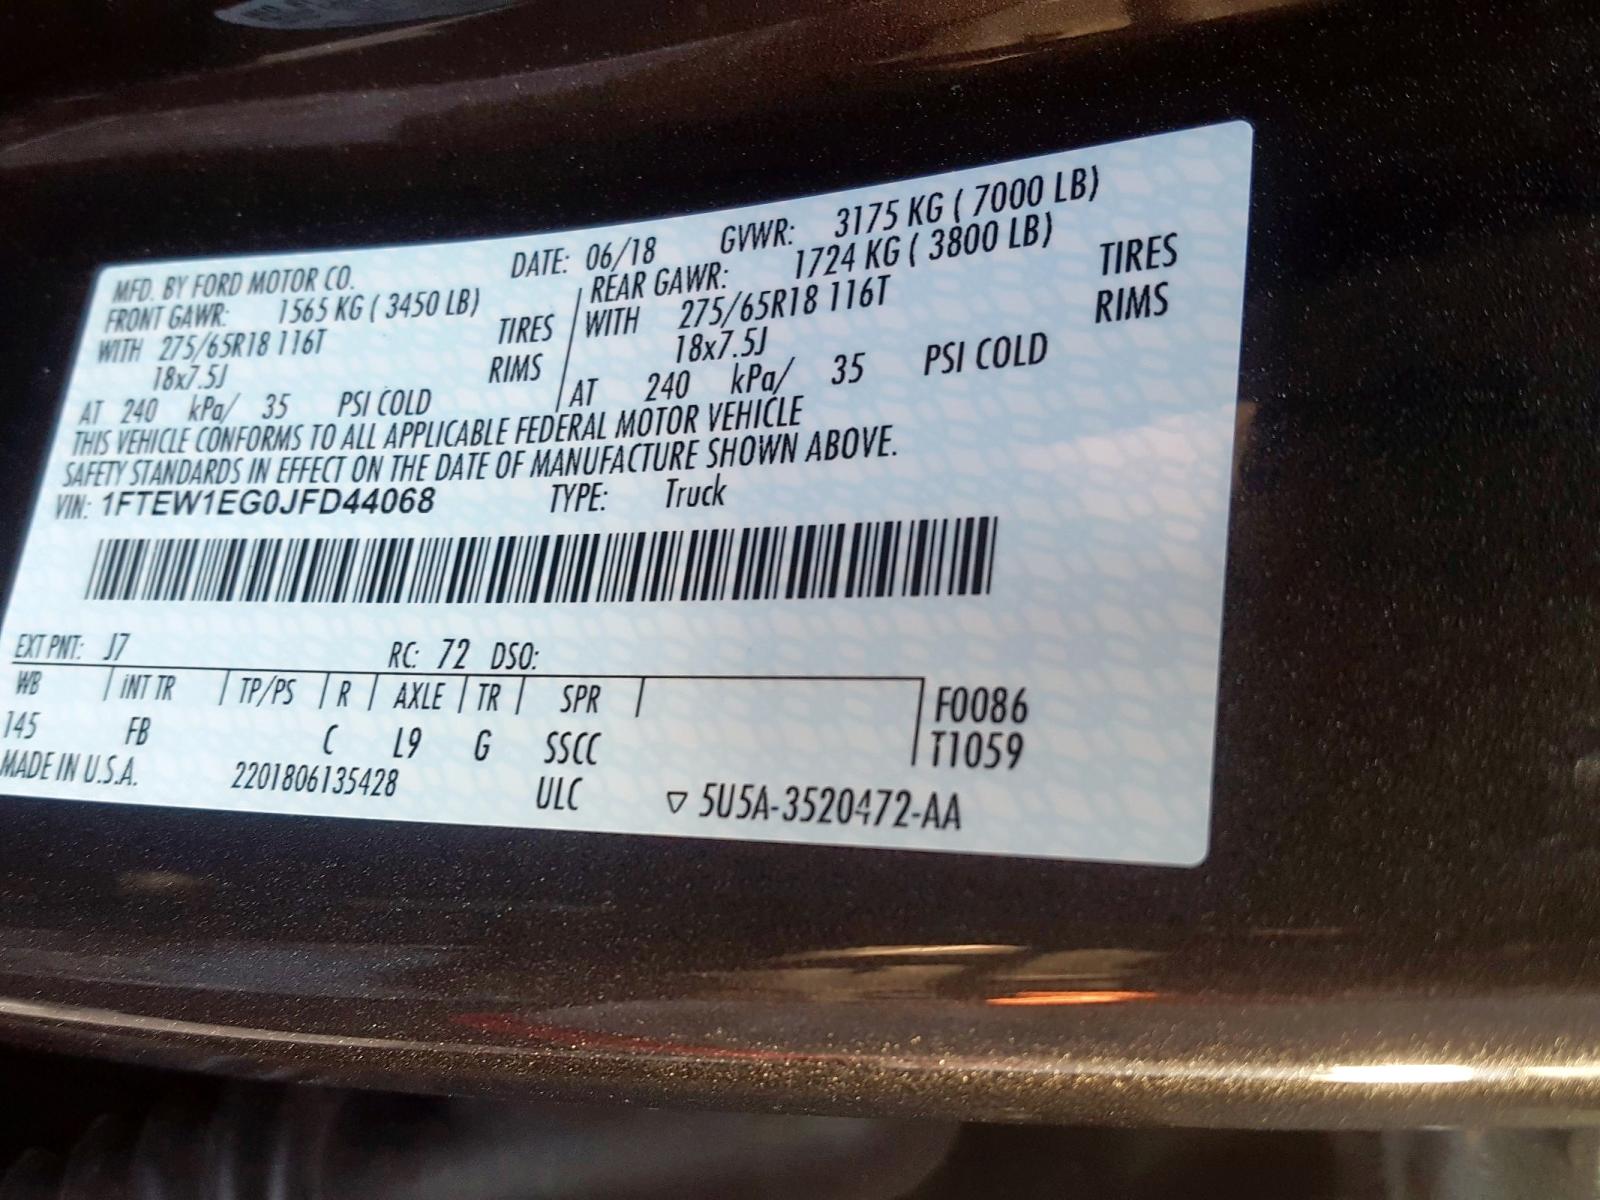 MFD. BY FORD MOTOR CO. DATE: 06/18 GVWR: 3175 KG ( 7000 LB)
FRONT GAWR: 1565 KG ( 3450 LB) REAR GAWR: 1724 KG ( 3800 LB)
WITH 275/65R18 116T TIRES WITH 275/65R18 116T TIRES
18x7.5J RIMS 18x7.5J RIMS
AT 240 kPa/ 35 PSI COLD AT 240 kPa/ 35 PSI COLD
THIS VEHICLE CONFORMS TO ALL APPLICABLE FEDERAL MOTOR VEHICLE
SAFETY STANDARDS IN EFFECT ON THE DATE OF MANUFACTURE SHOWN ABOVE.
VIN: 1FTEW1EG0JFD44068 TYPE: Truck
EXT PNT: J7 RC: 72 DSO:
WB INT TR TP/PS R AXLE TR SPR F0086
145 FB C L9 G SSCC T1059
MADE IN U.S.A. 2201806135428 ULC ▽ 5U5A-3520472-AA